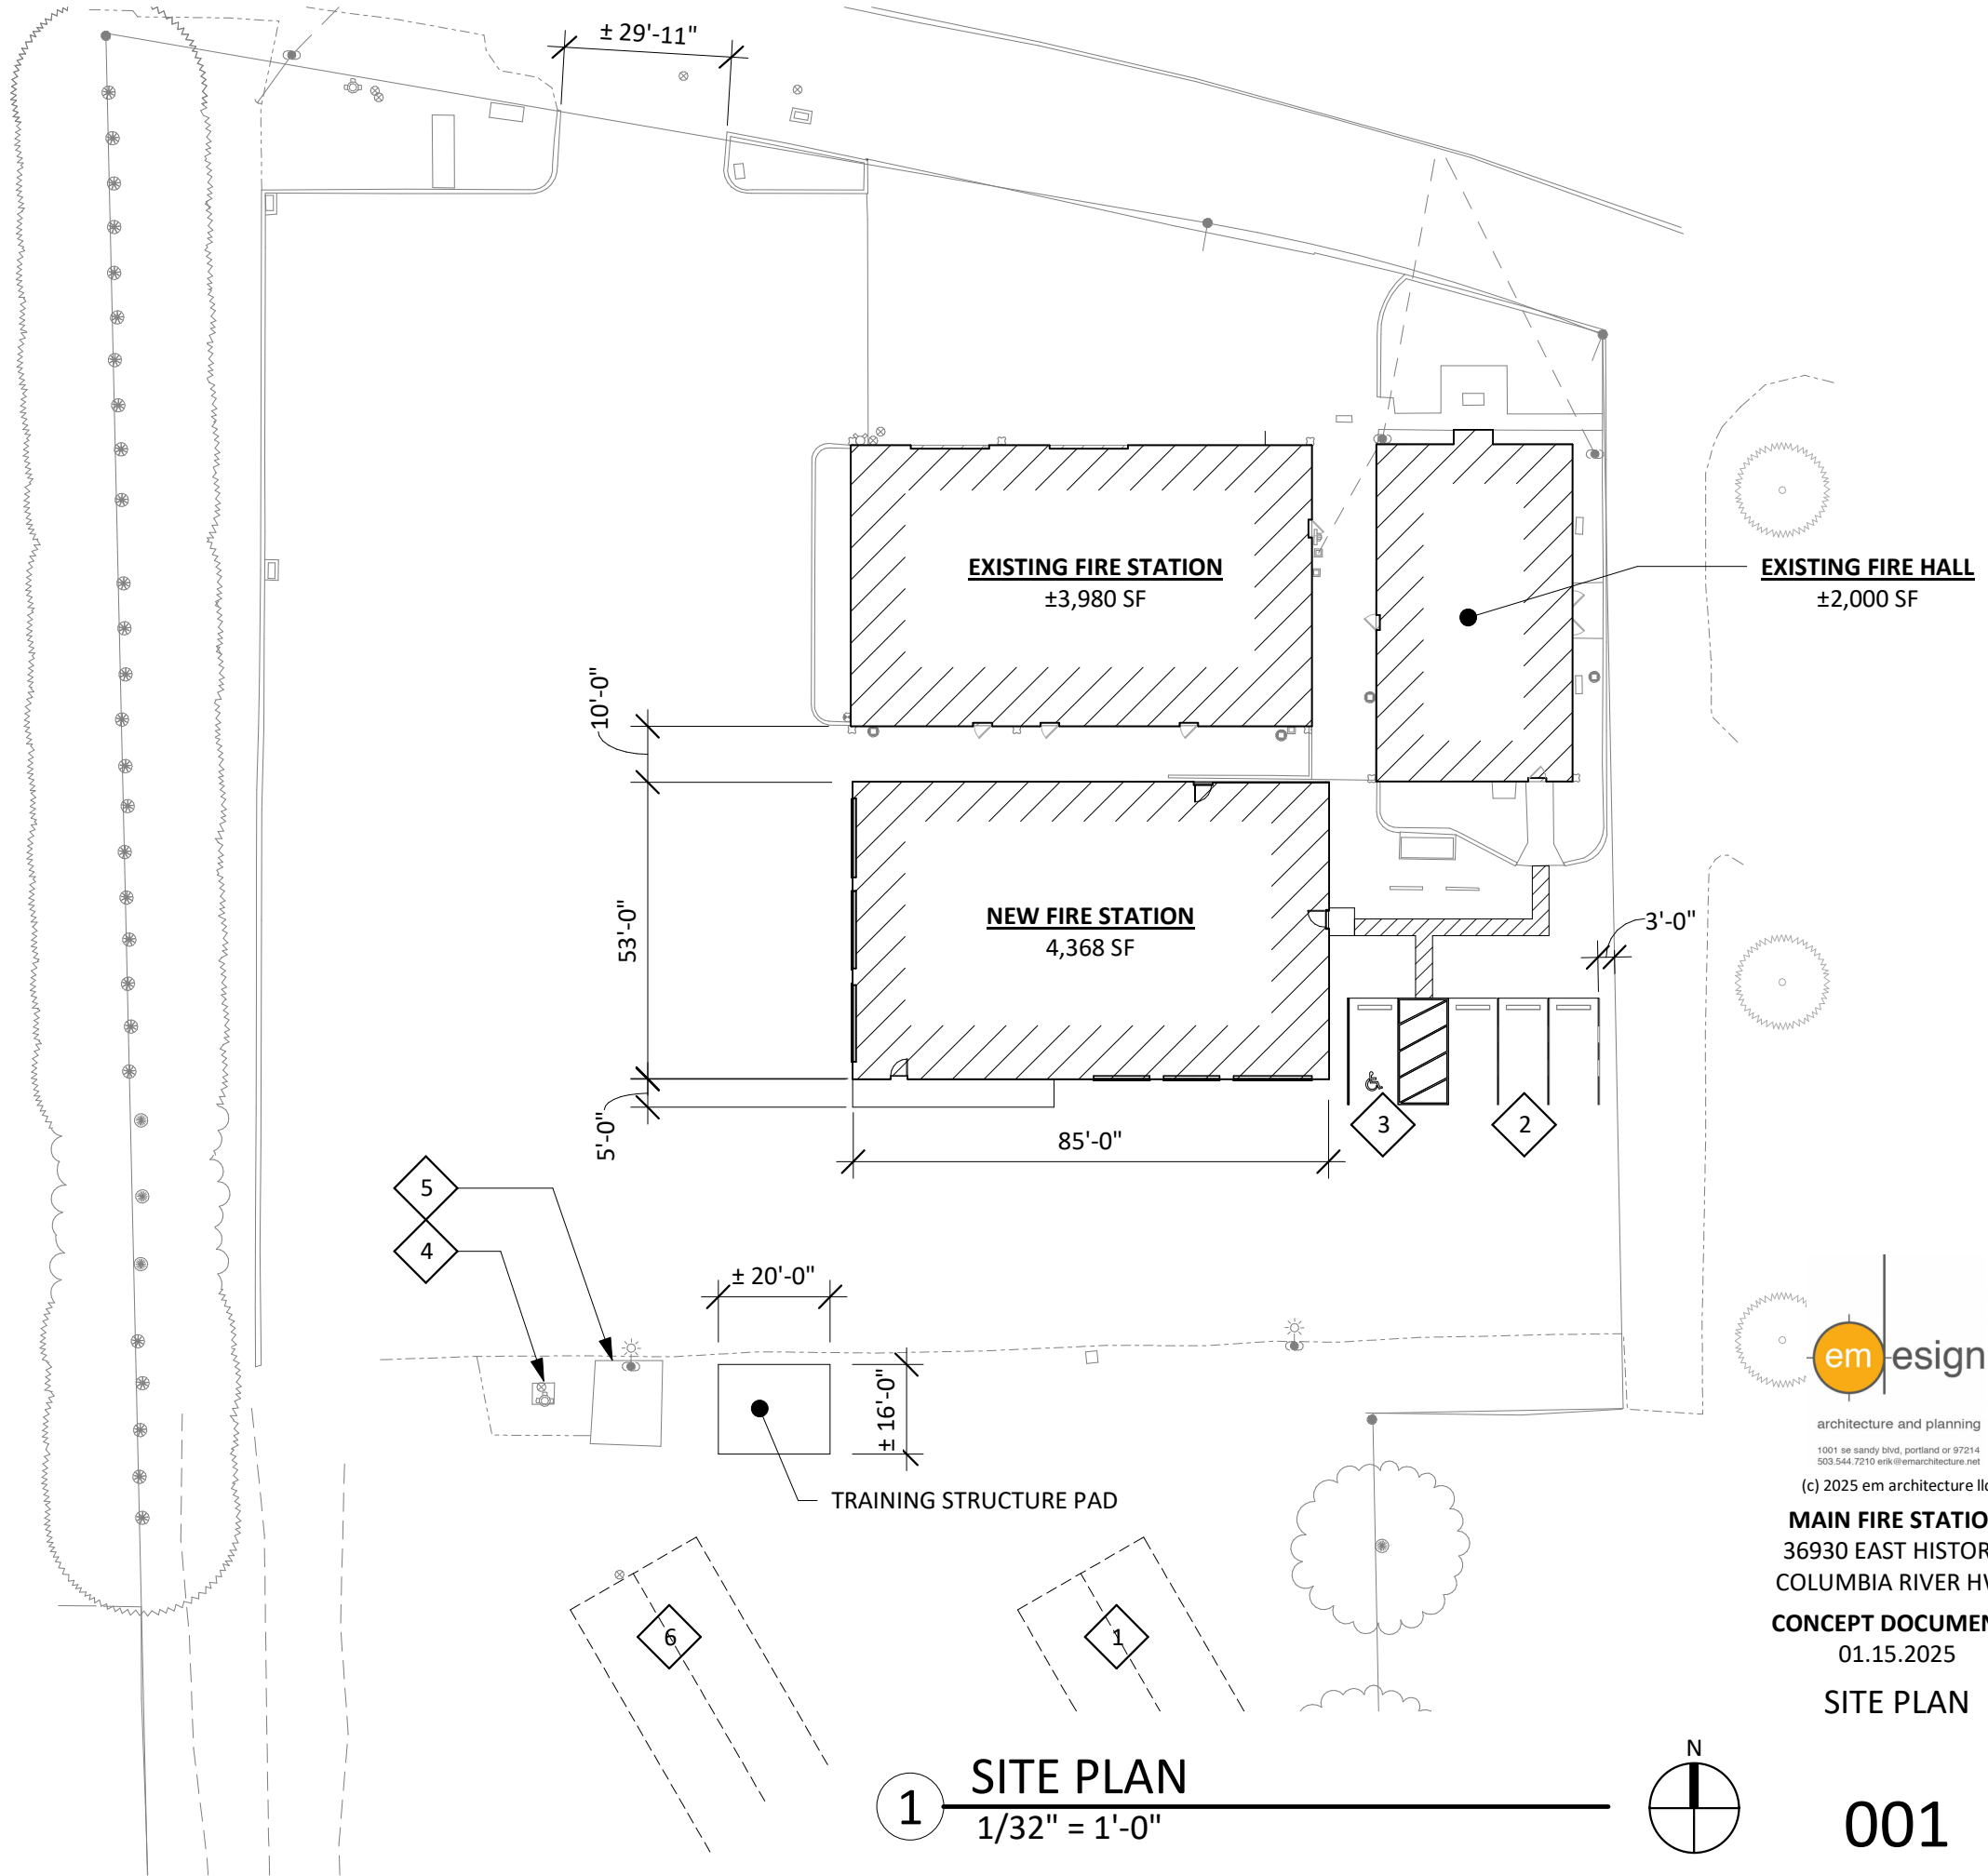 ± 29'-11"
EXISTING FIRE STATION
±3,980 SF
EXISTING FIRE HALL
±2,000 SF
10'-0"
53'-0"
NEW FIRE STATION
4,368 SF
3'-0"
5'-0"
85'-0"
3
2
5
4
± 20'-0"
± 16'-0"
TRAINING STRUCTURE PAD
6
1
em esign
architecture and planning
1001 se sandy blvd, portland or 97214
503.544.7210 erik@emarchitecture.net
(c) 2025 em architecture llc
MAIN FIRE STATIO
36930 EAST HISTOR
COLUMBIA RIVER HW
CONCEPT DOCUMEN
01.15.2025
SITE PLAN
1 SITE PLAN
1/32" = 1'-0"
N
001